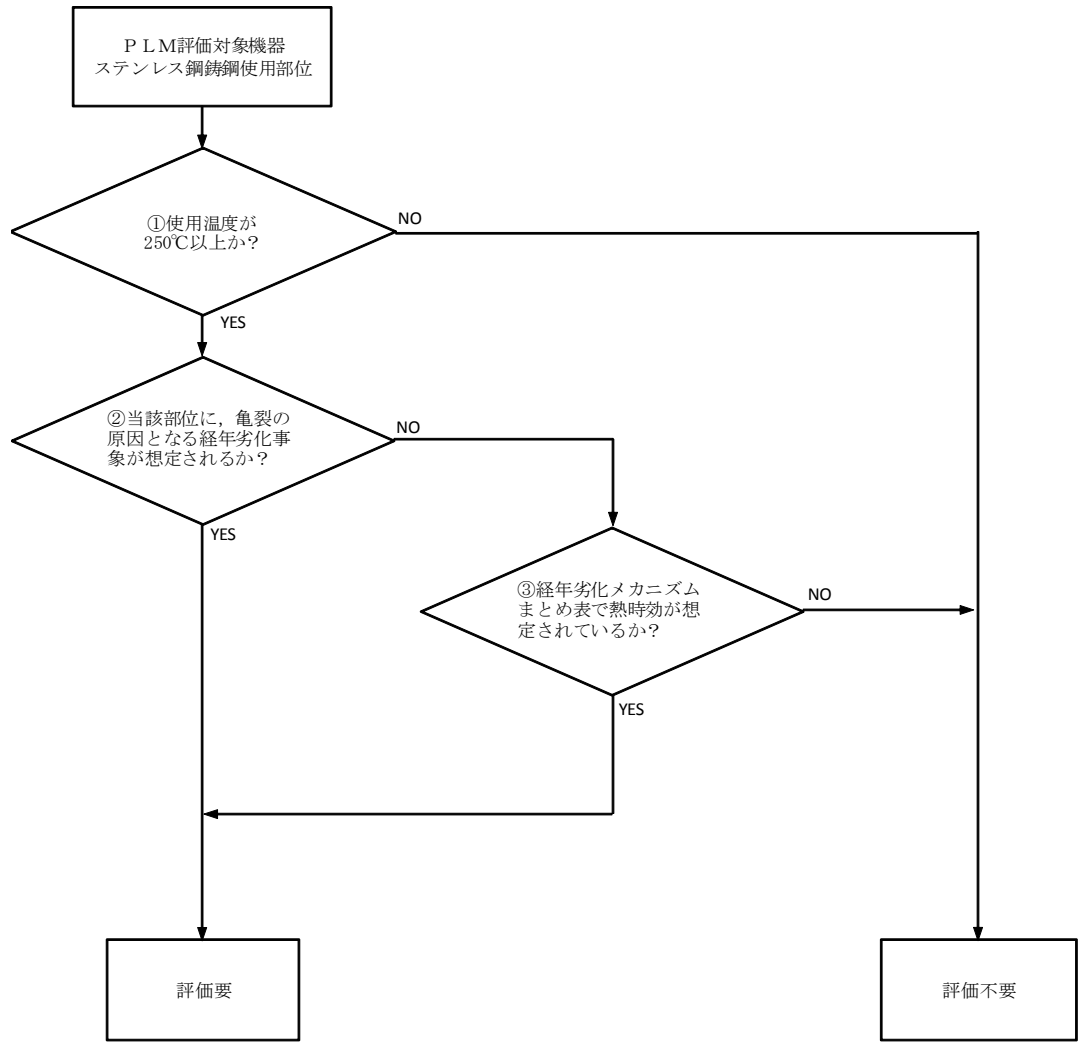 ＰＬＭ評価対象機器
ステンレス鋼鋳鋼使用部位
①使用温度が
250℃以上か？
NO
YES
②当該部位に，亀裂の
原因となる経年劣化事
象が想定されるか？
NO
YES
③経年劣化メカニズム
まとめ表で熱時効が想
定されているか？
NO
YES
評価要
評価不要